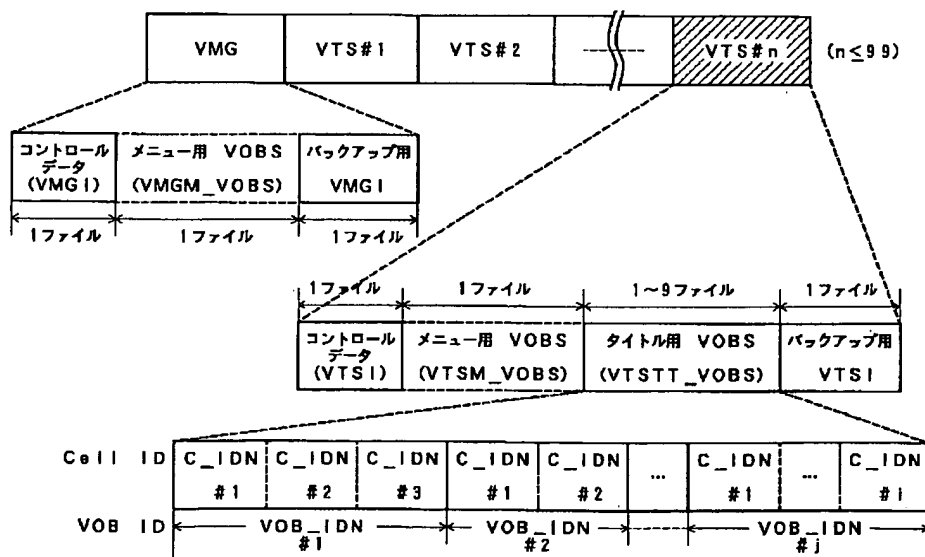 VMG VTS#1 VTS#2 VTS#n (n≦99)
コントロール メニュー用 VOBS バックアップ用
データ
(VMGI) (VMGM_VOBS) VMGI
1ファイル 1ファイル 1ファイル
1ファイル 1ファイル 1~9ファイル 1ファイル
コントロール メニュー用 VOBS タイトル用 VOBS バックアップ用
データ
(VTSI) (VTSM_VOBS) (VTSTT_VOBS) VTSI
Cell ID C_IDN C_IDN C_IDN C_IDN C_IDN ... C_IDN ... C_IDN
#1 #2 #3 #1 #2 #1 #i
VOB ID VOB_IDN VOB_IDN VOB_IDN
#1 #2 #j